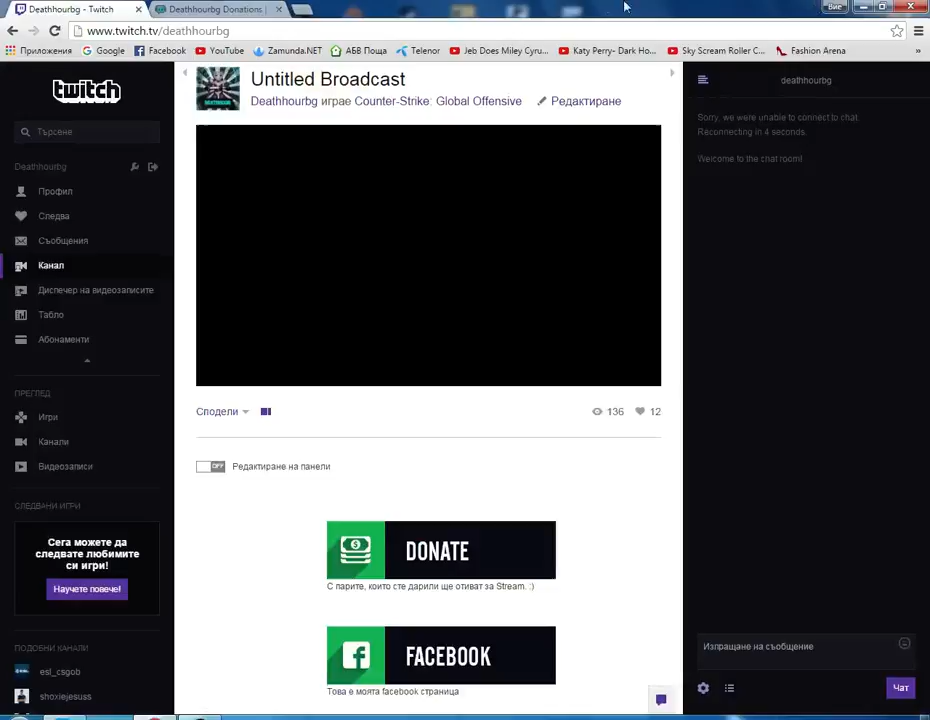 Deathhourbg - Twitch
Deathhourbg Donations
Вие
www.twitch.tv/deathhourbg
Приложения
Google
Facebook
YouTube
Zamunda.NET
АБВ Поща
Telenor
Jeb Does Miley Cyru...
Katy Perry- Dark Ho...
Sky Scream Roller C...
Fashion Arena
»
twitch
Търсене
Deathhourbg
Профил
Следва
Съобщения
Канал
Диспечер на видеозаписите
Табло
Абонаменти
ПРЕГЛЕД
Игри
Канали
Видеозаписи
СЛЕДВАНИ ИГРИ
Сега можете да
следвате любимите
си игри!
Научете повече!
ПОДОБНИ КАНАЛИ
esl_csgob
shoxiejesuss
Untitled Broadcast
Deathhourbg играе Counter-Strike: Global Offensive
Редактиране
Сподели
136
12
OFF
Редактиране на панели
DONATE
С парите, които сте дарили ще отиват за Stream. :)
FACEBOOK
Това е моята facebook страница
deathhourbg
Sorry, we were unable to connect to chat.
Reconnecting in 4 seconds.
Welcome to the chat room!
Изпращане на съобщение
Чат